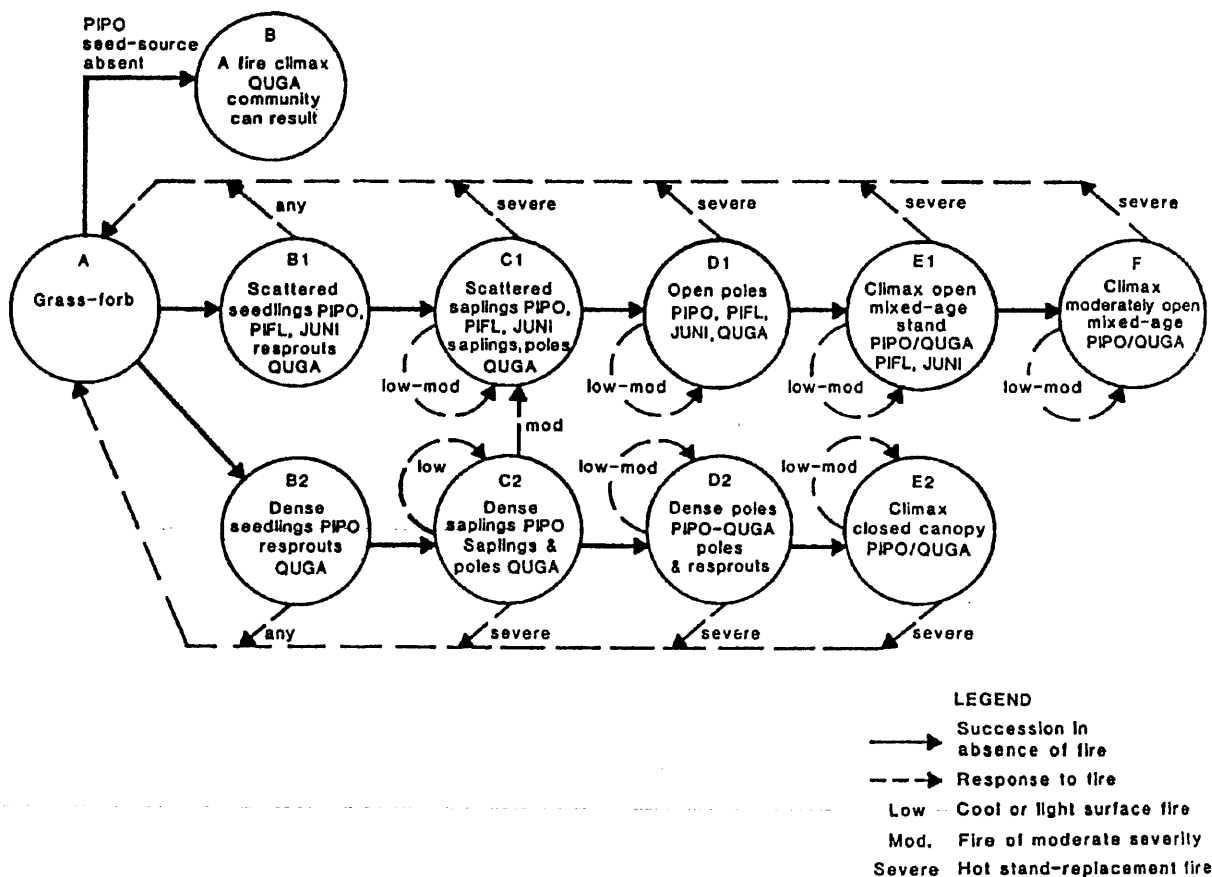 PIPO
seed-source
absent
B
A fire climax
QUGA
community
can result
any
severe
severe
severe
severe
A
Grass-forb
B1
Scattered
seedlings PIPO,
PIFL, JUNI
resprouts
QUGA
C1
Scattered
saplings PIPO,
PIFL, JUNI
saplings, poles
QUGA
low-mod
D1
Open poles
PIPO, PIFL,
JUNI, QUGA
low-mod
E1
Climax open
mixed-age
stand
PIPO/QUGA
PIFL, JUNI
low-mod
F
Climax
moderately open
mixed-age
PIPO/QUGA
low-mod
mod
B2
Dense
seedlings PIPO
resprouts
QUGA
low
C2
Dense
saplings PIPO
Saplings &
poles QUGA
low-mod
D2
Dense poles
PIPO-QUGA
poles
& resprouts
low-mod
E2
Climax
closed canopy
PIPO/QUGA
any
severe
severe
severe
LEGEND
Succession in
absence of fire
Response to fire
Low Cool or light surface fire
Mod. Fire of moderate severity
Severe Hot stand-replacement fire